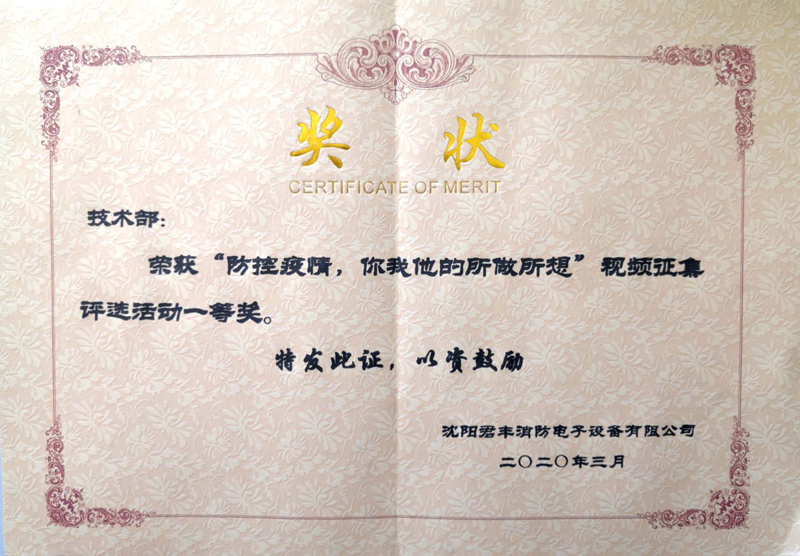 奖状
CERTIFICATE OF MERIT
技术部：
荣获“防控疫情，你我他的所做所想”视频征集
评选活动一等奖。
特发此证，以资鼓励
沈阳君丰消防电子设备有限公司
二〇二〇年三月